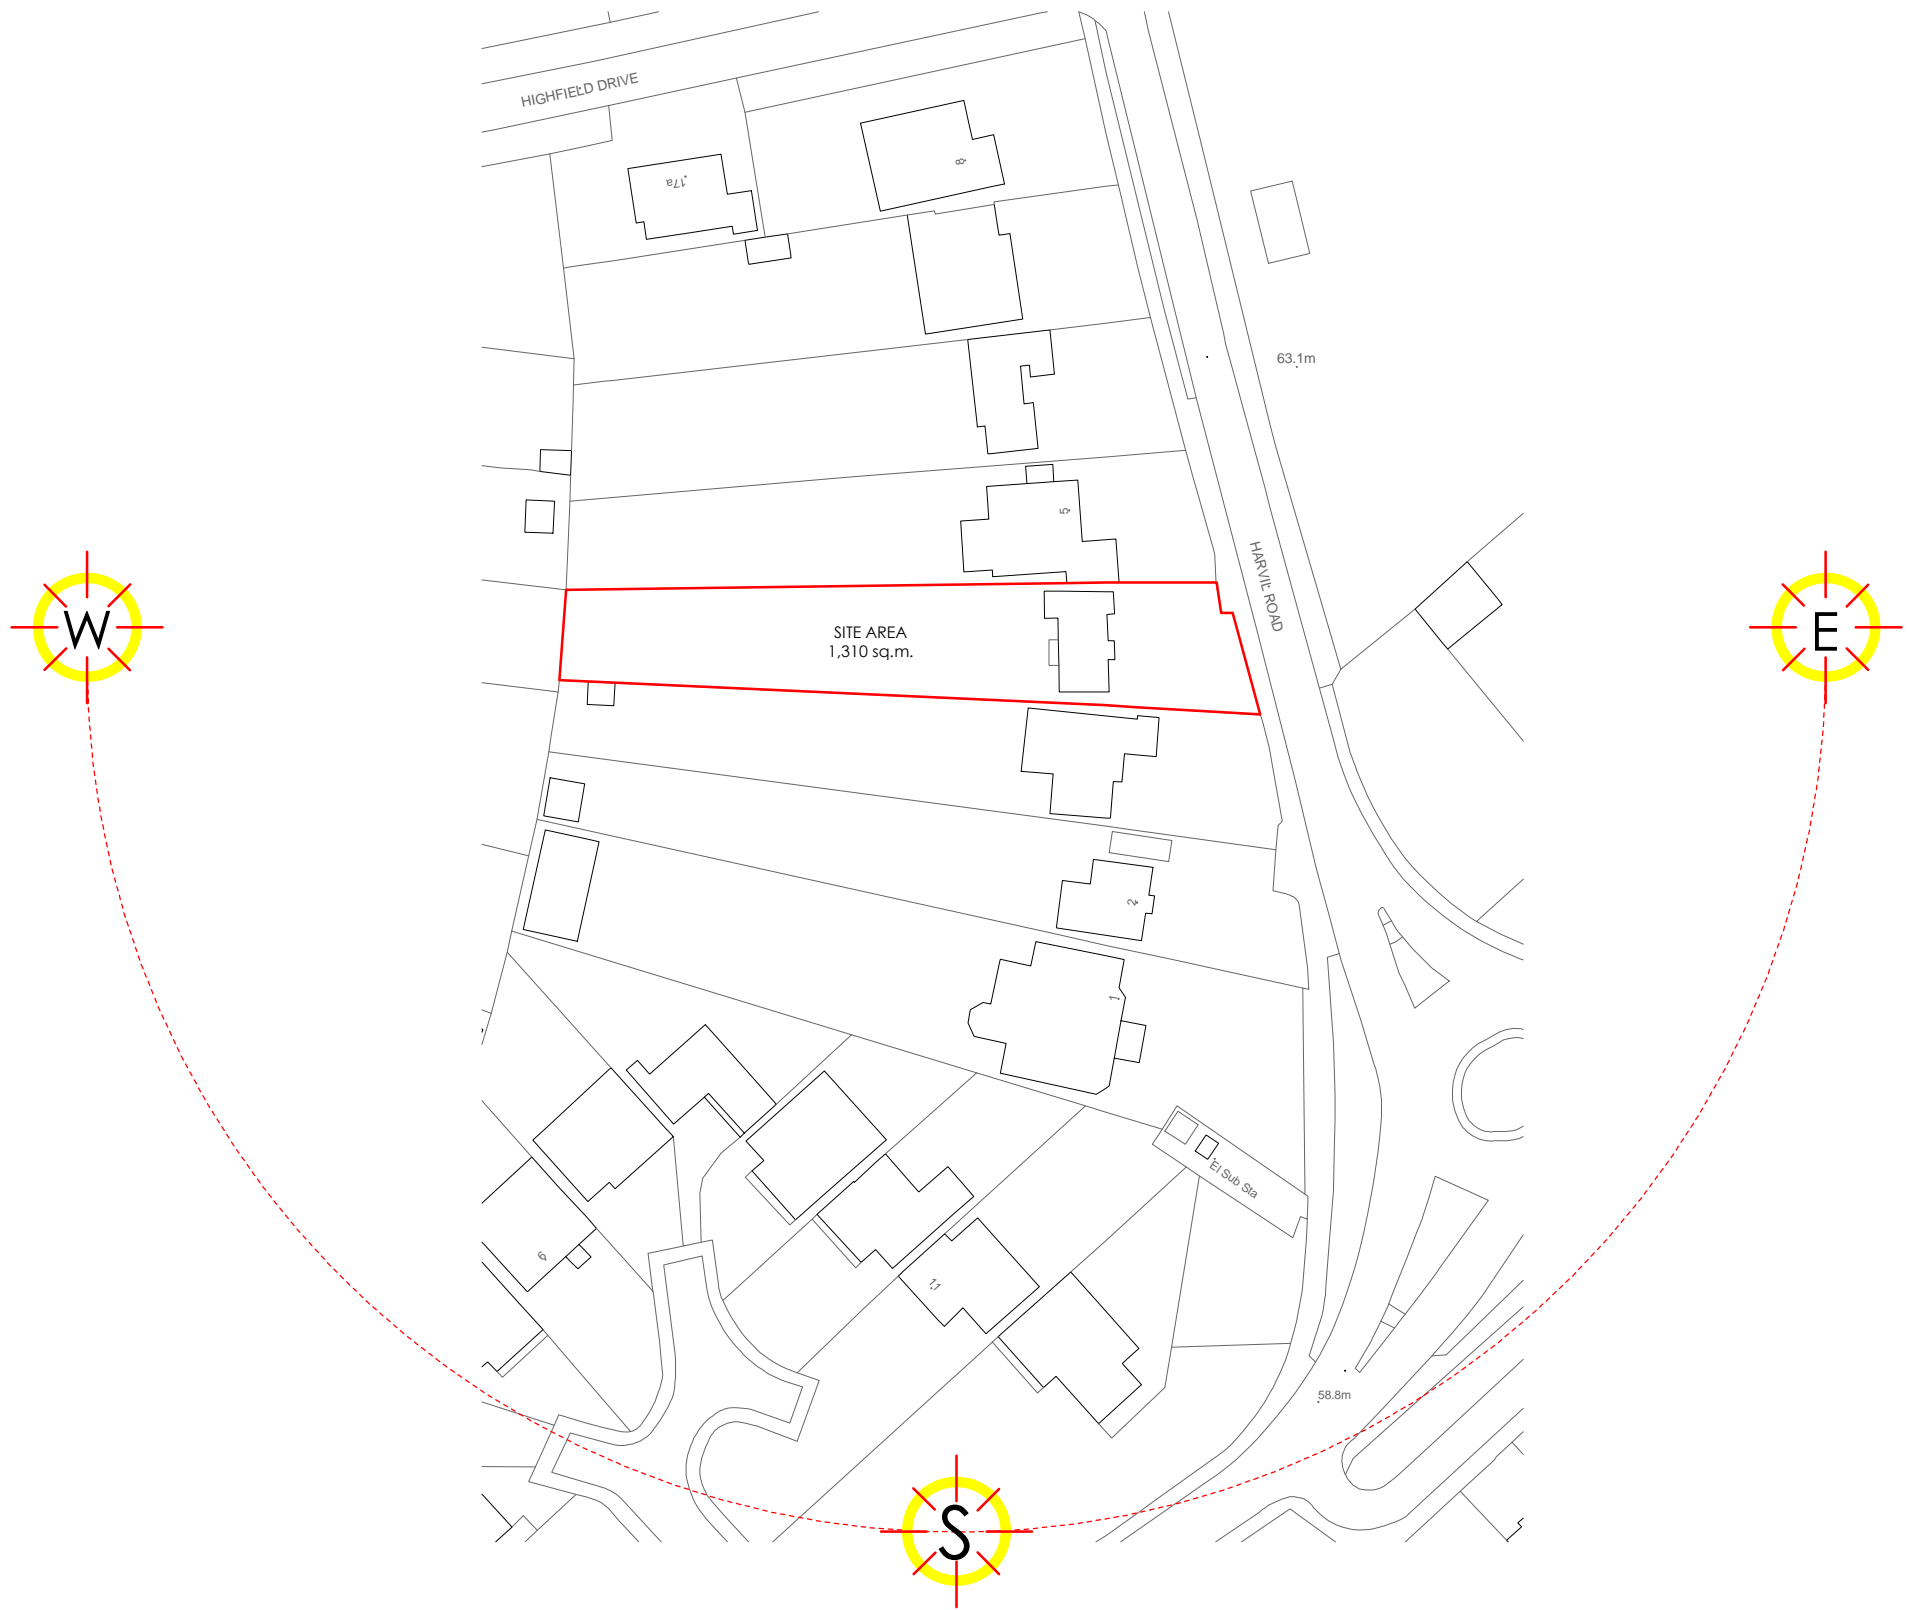 HIGHFIELD DRIVE
17a
8
63.1m
5
HARVIL ROAD
W
SITE AREA
1,310 sq.m.
E
2
1
El Sub Sta
6
11
58.8m
S